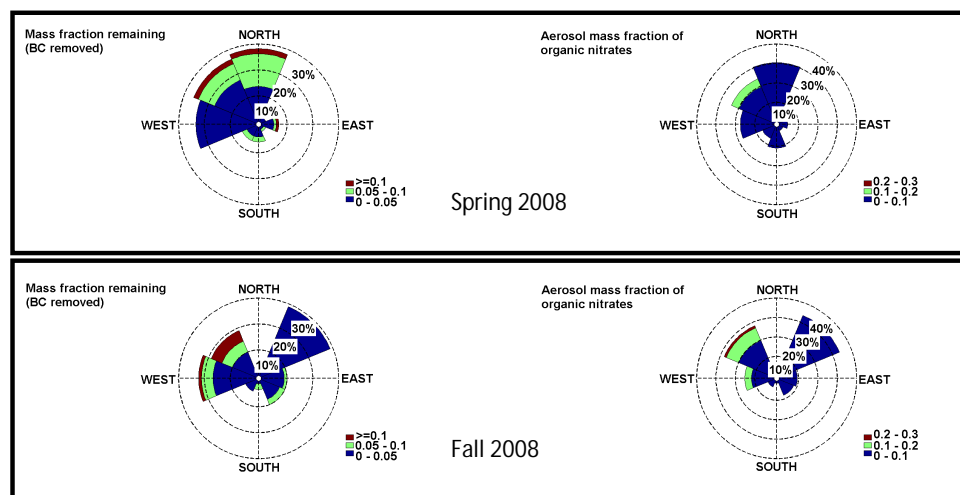 Mass fraction remaining
(BC removed)
NORTH
30%
20%
10%
WEST
EAST
SOUTH
>=0.1
0.05 - 0.1
0 - 0.05
Spring 2008
Aerosol mass fraction of
organic nitrates
NORTH
40%
30%
20%
10%
WEST
EAST
SOUTH
0.2 - 0.3
0.1 - 0.2
0 - 0.1
Mass fraction remaining
(BC removed)
NORTH
30%
20%
10%
WEST
EAST
SOUTH
>=0.1
0.05 - 0.1
0 - 0.05
Fall 2008
Aerosol mass fraction of
organic nitrates
NORTH
40%
30%
20%
10%
WEST
EAST
SOUTH
0.2 - 0.3
0.1 - 0.2
0 - 0.1